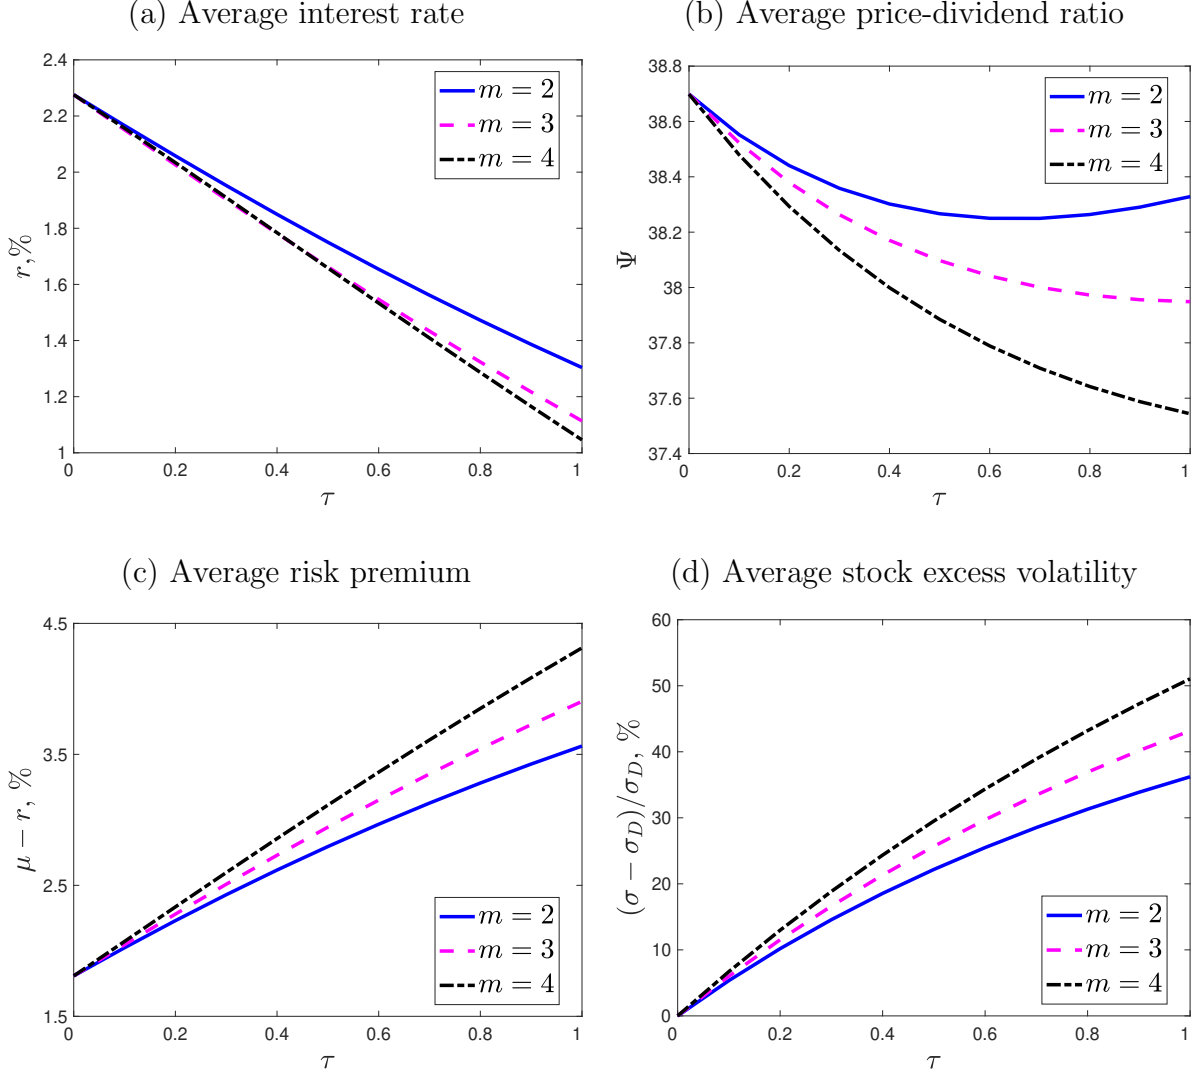 (a) Average interest rate
2.4
2.2
2
1.8
1.6
1.4
1.2
1
r,%
0
0.2
0.4
0.6
0.8
1
τ
m = 2
m = 3
m = 4
(b) Average price-dividend ratio
38.8
38.6
38.4
38.2
38
37.8
37.6
37.4
Ψ
0
0.2
0.4
0.6
0.8
1
τ
m = 2
m = 3
m = 4
(c) Average risk premium
4.5
3.5
2.5
1.5
μ − r, %
0
0.2
0.4
0.6
0.8
1
τ
m = 2
m = 3
m = 4
(d) Average stock excess volatility
60
50
40
30
20
10
0
(σ − σ_D)/σ_D, %
0
0.2
0.4
0.6
0.8
1
τ
m = 2
m = 3
m = 4